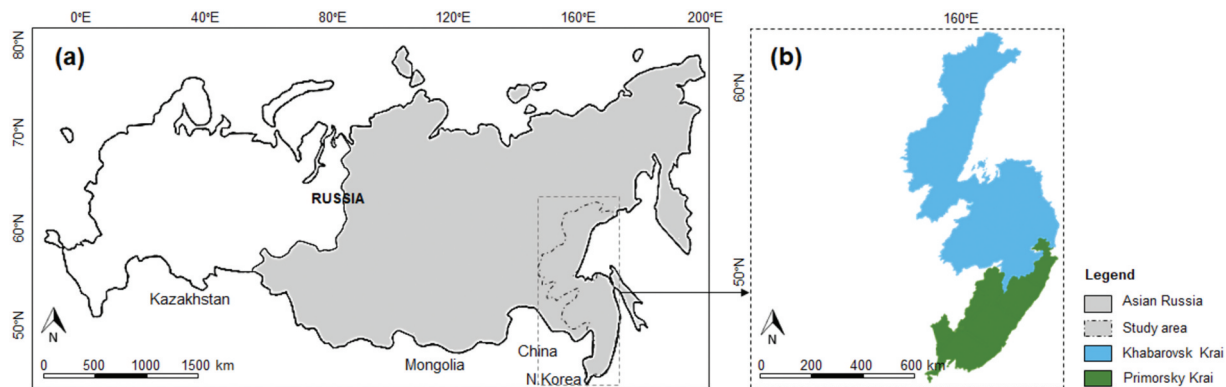 0°E 40°E 80°E 120°E 160°E 200°E
80°N
70°N
60°N
50°N
(a)
RUSSIA
Kazakhstan
Mongolia
China
N.Korea
N
0 500 1000 1500 km
160°E
60°N
50°N
(b)
N
0 200 400 600 km
Legend
Asian Russia
Study area
Khabarovsk Krai
Primorsky Krai